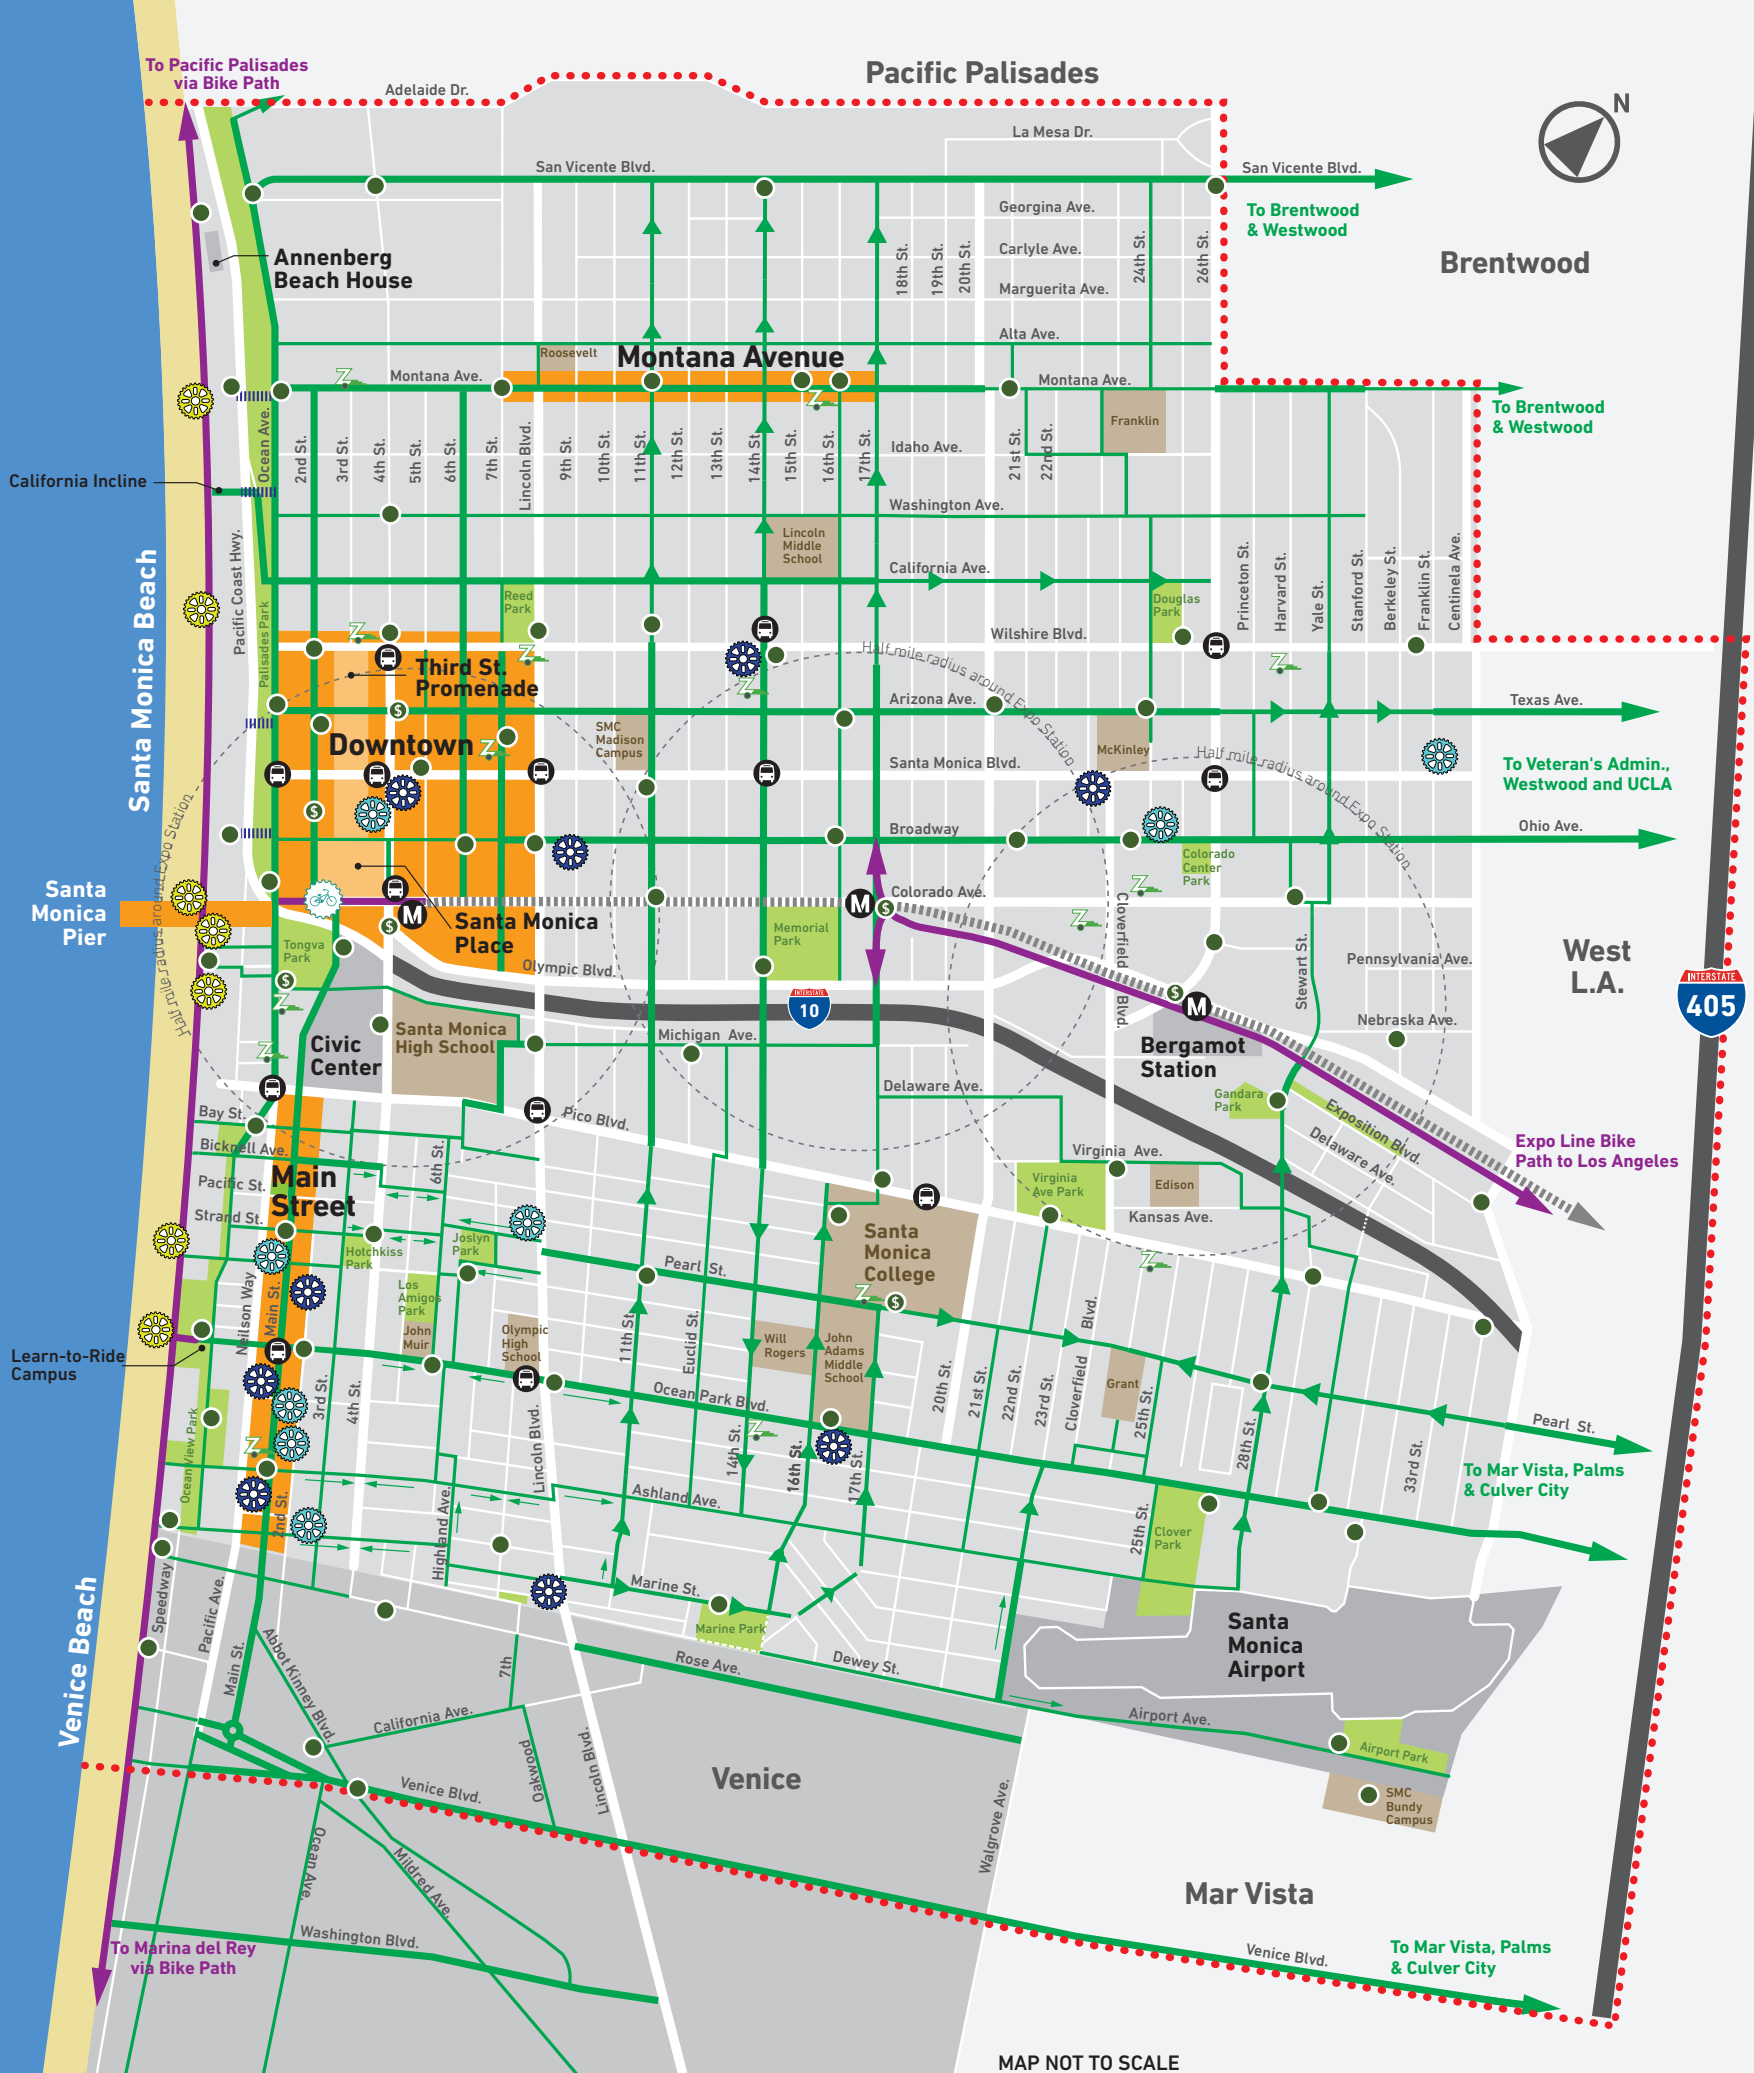 To Pacific Palisades
via Bike Path
Adelaide Dr.
Pacific Palisades
N
La Mesa Dr.
San Vicente Blvd.
San Vicente Blvd.
To Brentwood
& Westwood
Georgina Ave.
Carlyle Ave.
Marguerita Ave.
Alta Ave.
18th St.
19th St.
20th St.
24th St.
26th St.
Brentwood
Annenberg
Beach House
Roosevelt
Montana Avenue
Montana Ave.
Montana Ave.
To Brentwood
& Westwood
Franklin
Ocean Ave.
2nd St.
3rd St.
4th St.
5th St.
6th St.
7th St.
Lincoln Blvd.
9th St.
10th St.
11th St.
12th St.
13th St.
14th St.
15th St.
16th St.
17th St.
Idaho Ave.
21st St.
22nd St.
California Incline
Washington Ave.
Lincoln
Middle
School
California Ave.
Santa Monica Beach
Pacific Coast Hwy.
Palisades Park
Reed
Park
Douglas
Park
Princeton St.
Harvard St.
Yale St.
Stanford St.
Berkeley St.
Franklin St.
Centinela Ave.
Wilshire Blvd.
Third St.
Promenade
Half mile radius around Expo Station
Arizona Ave.
Texas Ave.
$
Downtown
SMC
Madison
Campus
McKinley
Santa Monica Blvd.
Half mile radius around Expo Station
To Veteran's Admin.,
Westwood and UCLA
$
Half mile radius around Expo Station
Broadway
Ohio Ave.
Colorado
Center
Park
Santa
Monica
Pier
Colorado Ave.
M
M
$
$
Santa Monica
Place
Cloverfield Blvd.
Tongva
Park
Memorial
Park
Olympic Blvd.
Stewart St.
Pennsylvania Ave.
West
L.A.
$
$
M
INTERSTATE
10
INTERSTATE
405
Santa Monica
High School
Michigan Ave.
Nebraska Ave.
Civic
Center
Bergamot
Station
Delaware Ave.
Gandara
Park
Exposition Blvd.
Delaware Ave.
Bay St.
Pico Blvd.
Bicknell Ave.
6th St.
Virginia Ave.
Expo Line Bike
Path to Los Angeles
Pacific St.
Main
Street
Virginia
Ave Park
Edison
Strand St.
Kansas Ave.
Santa
Monica
College
Hotchkiss
Park
Joslyn
Park
Pearl St.
$
Neilson Way
Main St.
Los
Amigos
Park
John
Muir
Olympic
High
School
11th St.
Euclid St.
Will
Rogers
John
Adams
Middle
School
Cloverfield Blvd.
Learn-to-Ride
Campus
3rd St.
4th St.
Lincoln Blvd.
Ocean Park Blvd.
20th St.
21st St.
22nd St.
23rd St.
Grant
25th St.
28th St.
33rd St.
Pearl St.
Ocean View Park
14th St.
16th St.
17th St.
To Mar Vista, Palms
& Culver City
2nd St.
Highland Ave.
Ashland Ave.
25th St.
Clover
Park
Speedway
Pacific Ave.
Marine St.
Marine Park
Venice Beach
Main St.
Abbot Kinney Blvd.
7th
Rose Ave.
Dewey St.
Santa
Monica
Airport
California Ave.
Airport Ave.
Airport Park
Oakwood
Lincoln Blvd.
Venice
Venice Blvd.
Walgrove Ave.
SMC
Bundy
Campus
Ocean Ave.
Mildred Ave.
Mar Vista
Washington Blvd.
To Marina del Rey
via Bike Path
Venice Blvd.
To Mar Vista, Palms
& Culver City
MAP NOT TO SCALE